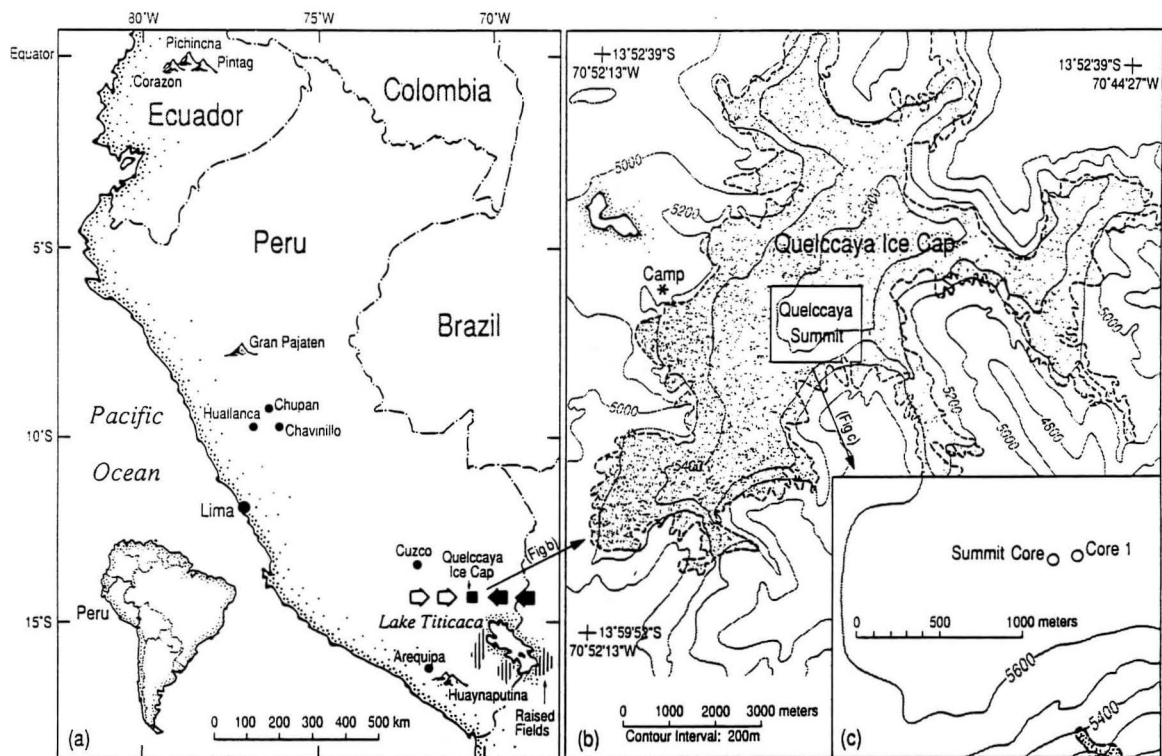 80°W
75°W
70°W
Equator
5°S
10°S
15°S
Pichincha
Pintag
Corazon
Ecuador
Colombia
Peru
Brazil
Gran Pajaten
Huallanca
Chupan
Chavinillo
Pacific
Ocean
Lima
Cuzco
Quelccaya
Ice Cap
(Fig b)
Lake Titicaca
Arequipa
Huaynaputina
Raised
Fields
Peru
0 100 200 300 400 500 km
(a)
13°52'39"S
70°52'13"W
13°52'39"S
70°44'27"W
5000
5200
Quelccaya Ice Cap
Camp
Quelccaya
Summit
5000
5000
5200
5000
4800
5400
(Fig c)
13°59'52"S
70°52'13"W
0 1000 2000 3000 meters
Contour Interval: 200m
(b)
Summit Core
Core 1
0 500 1000 meters
5600
5400
(c)